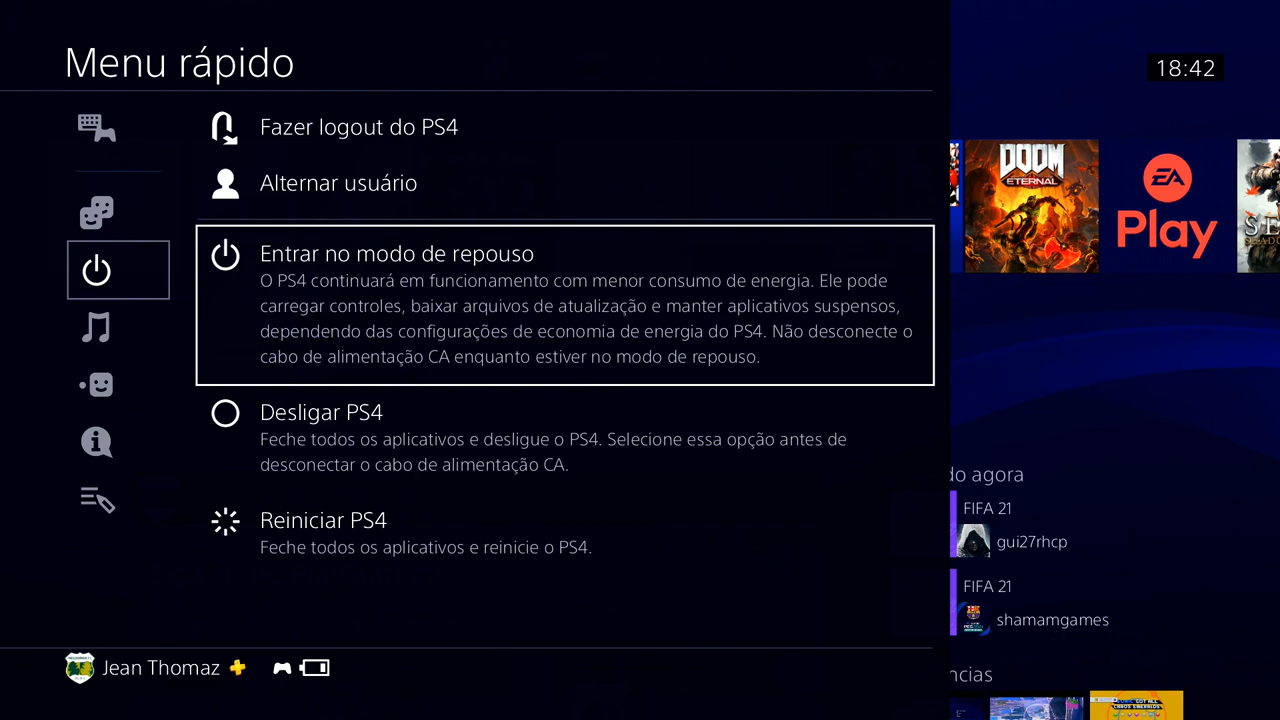 Menu rápido
18:42
Fazer logout do PS4
Alternar usuário
Entrar no modo de repouso
O PS4 continuará em funcionamento com menor consumo de energia. Ele pode
carregar controles, baixar arquivos de atualização e manter aplicativos suspensos,
dependendo das configurações de economia de energia do PS4. Não desconecte o
cabo de alimentação CA enquanto estiver no modo de repouso.
Desligar PS4
Feche todos os aplicativos e desligue o PS4. Selecione essa opção antes de
desconectar o cabo de alimentação CA.
Reiniciar PS4
Feche todos os aplicativos e reinicie o PS4.
Jean Thomaz
DOOM
ETERNAL
EA
Play
SE
do agora
FIFA 21
gui27rhcp
FIFA 21
shamamgames
ncias